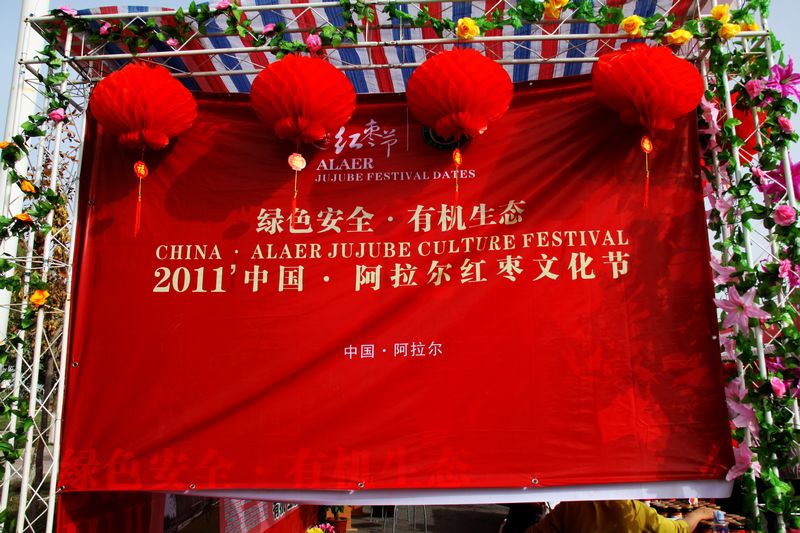 红枣节
ALAER
JUJUBE FESTIVAL DATES
绿色安全·有机生态
CHINA · ALAER JUJUBE CULTURE FESTIVAL
2011'中国·阿拉尔红枣文化节
中国·阿拉尔
绿色安全·有机生态